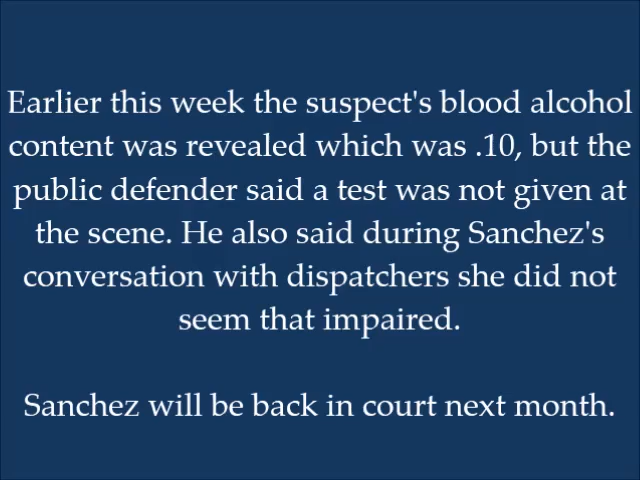 Earlier this week the suspect's blood alcohol
content was revealed which was .10, but the
public defender said a test was not given at
the scene. He also said during Sanchez's
conversation with dispatchers she did not
seem that impaired.
Sanchez will be back in court next month.